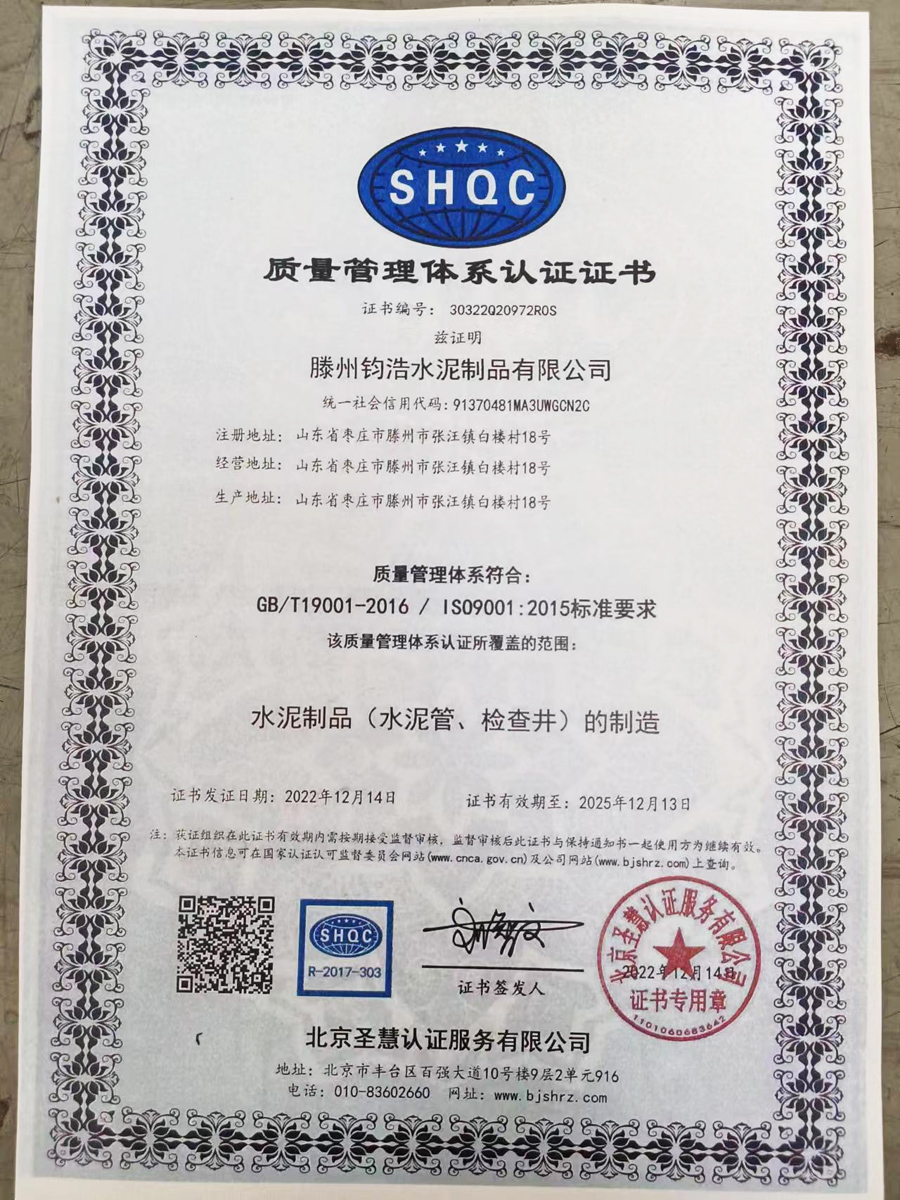 SHQC
质量管理体系认证证书
证书编号： 30322Q20972R0S
兹证明
滕州钧浩水泥制品有限公司
统一社会信用代码：91370481MA3UWGCN2C
注册地址： 山东省枣庄市滕州市张汪镇白楼村18号
经营地址： 山东省枣庄市滕州市张汪镇白楼村18号
生产地址： 山东省枣庄市滕州市张汪镇白楼村18号
质量管理体系符合：
GB/T19001-2016 / ISO9001:2015标准要求
该质量管理体系认证所覆盖的范围：
水泥制品（水泥管、检查井）的制造
证书发证日期：2022年12月14日 证书有效期至：2025年12月13日
注：获证组织在此证书有效期内需按期接受监督审核，监督审核后此证书与保持通知书一起使用方为继续有效。
本证书信息可在国家认证认可监督委员会网站(www.cnca.gov.cn)及公司网站(www.bjshrz.com)上查询。
SHQC
R-2017-303
证书签发人
北京圣慧认证服务有限公司
2022年12月14日
证书专用章
1101060683642
北京圣慧认证服务有限公司
地址：北京市丰台区百强大道10号楼9层2单元916
电话：010-83602660 网址：www.bjshrz.com